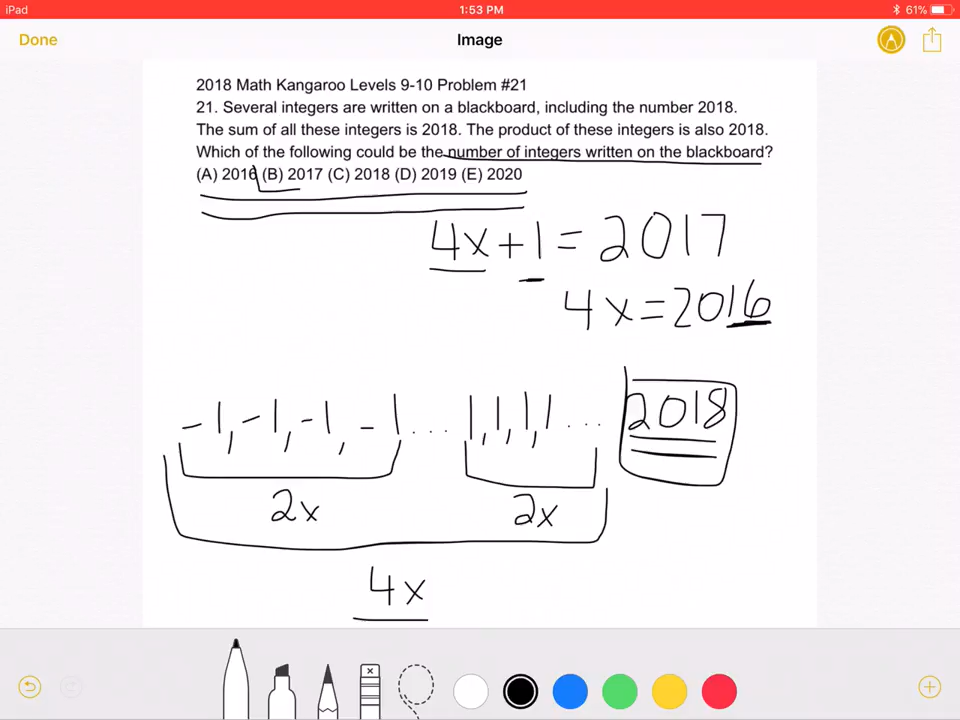 iPad 1:53 PM 61%
Done Image
2018 Math Kangaroo Levels 9-10 Problem #21
21. Several integers are written on a blackboard, including the number 2018.
The sum of all these integers is 2018. The product of these integers is also 2018.
Which of the following could be the number of integers written on the blackboard?
(A) 2016 (B) 2017 (C) 2018 (D) 2019 (E) 2020
4x+1=2017
4x=2016
-1,-1,-1,-1... 1,1,1,1... 2018
2x 2x
4x